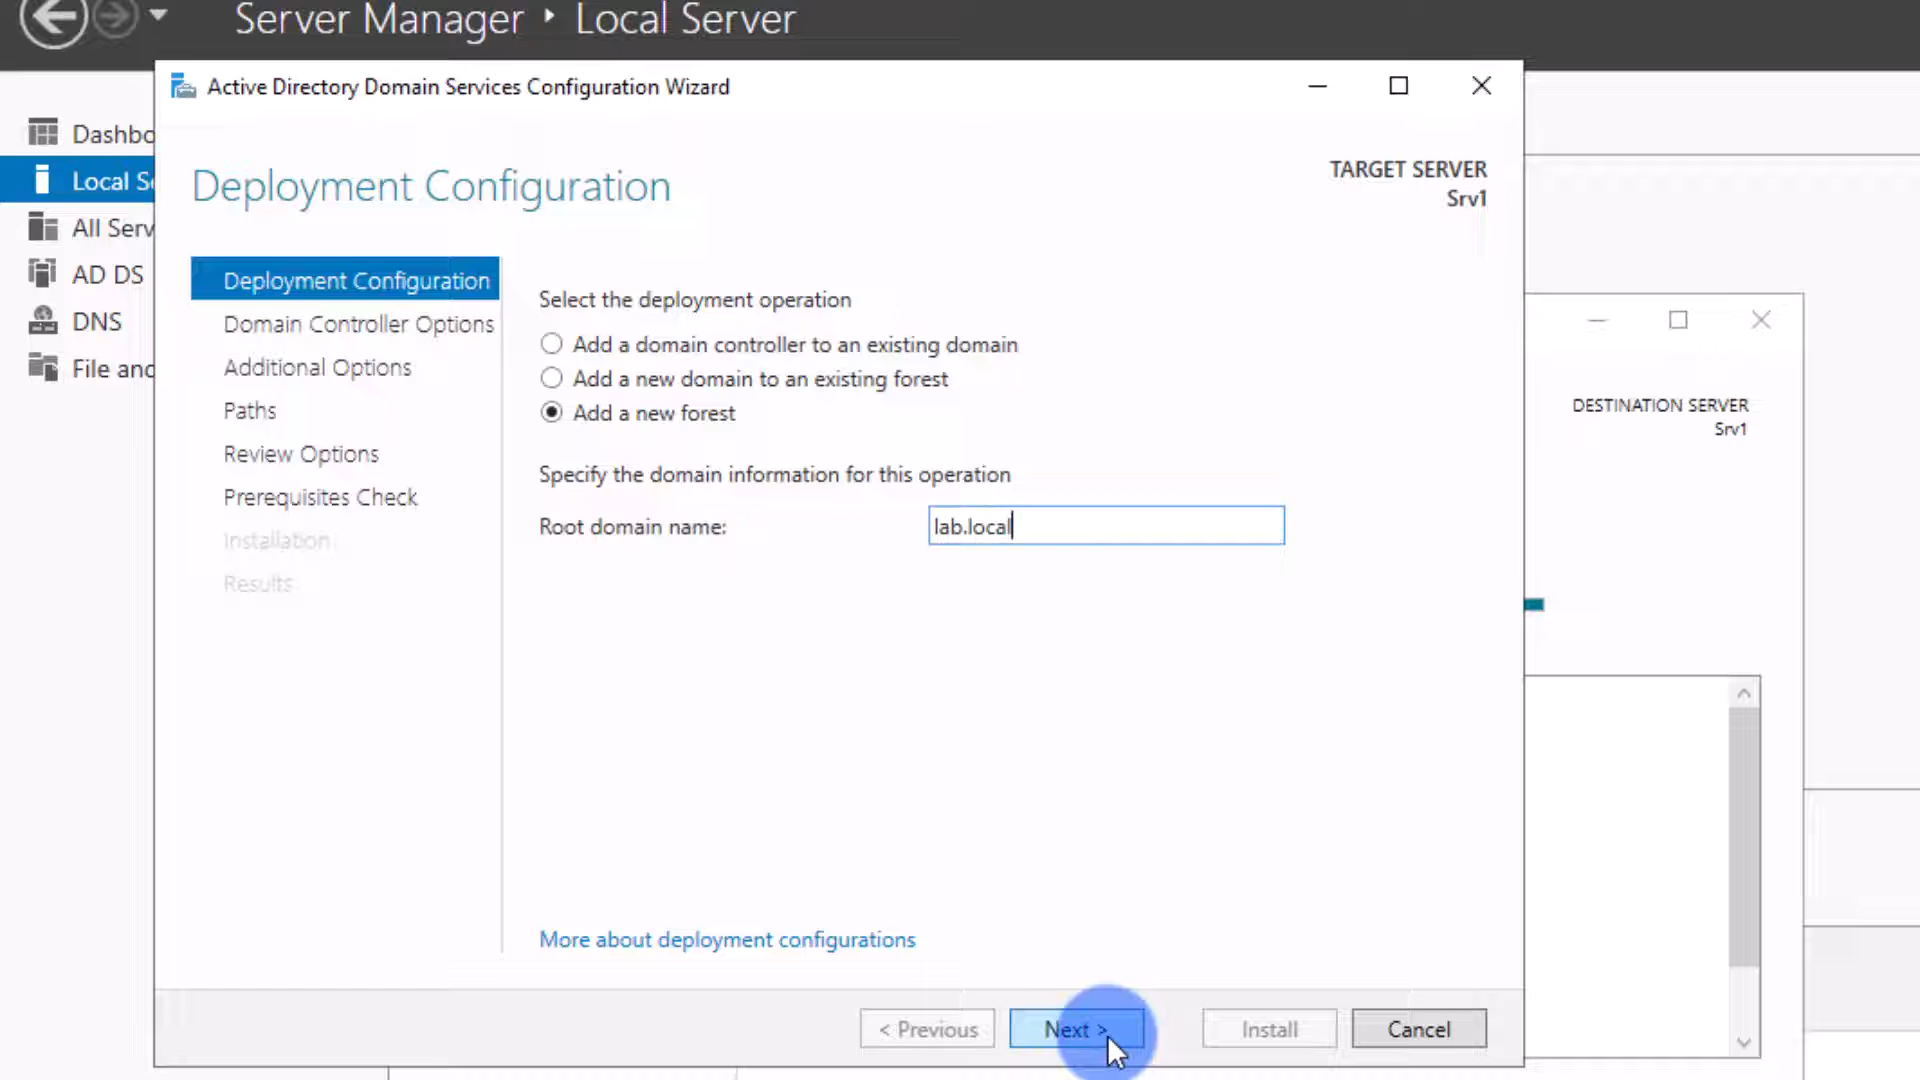 Server Manager ‣ Local Server
Active Directory Domain Services Configuration Wizard
Dashbo
Local Se
All Serv
AD DS
DNS
File and
Deployment Configuration
TARGET SERVER
Srv1
Deployment Configuration
Domain Controller Options
Additional Options
Paths
Review Options
Prerequisites Check
Installation
Results
Select the deployment operation
Add a domain controller to an existing domain
Add a new domain to an existing forest
Add a new forest
Specify the domain information for this operation
Root domain name: lab.local
More about deployment configurations
< Previous
Next >
Install
Cancel
DESTINATION SERVER
Srv1